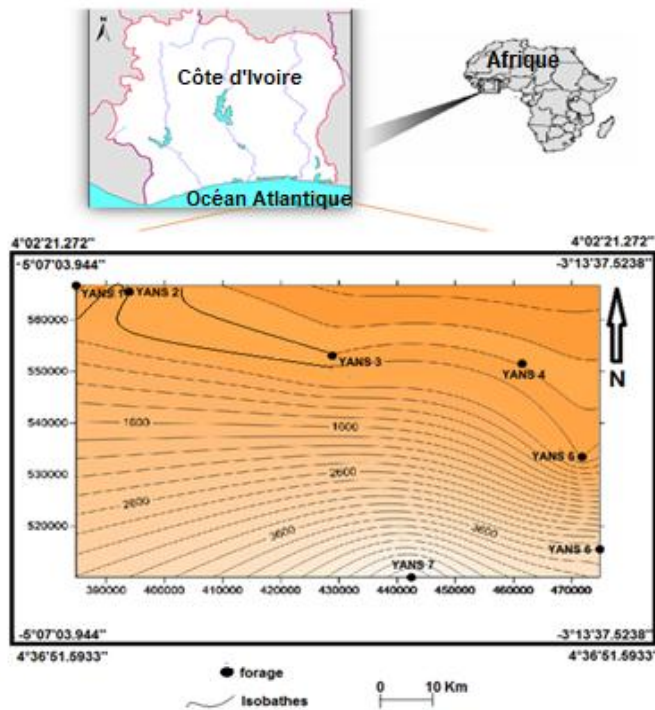 N
Côte d'Ivoire
Afrique
Océan Atlantique
4°02'21.272" 4°02'21.272"
-5°07'03.944" -3°13'37.5238"
YANS 1 YANS 2
560000
YANS 3
550000
YANS 4
540000
1600 1600
YANS 5
530000
2600
2600
520000
3600 3600
YANS 6
YANS 7
390000 400000 410000 420000 430000 440000 450000 460000 470000
N
-5°07'03.944" -3°13'37.5238"
4°36'51.5933" 4°36'51.5933"
forage
Isobathes
0 10 Km